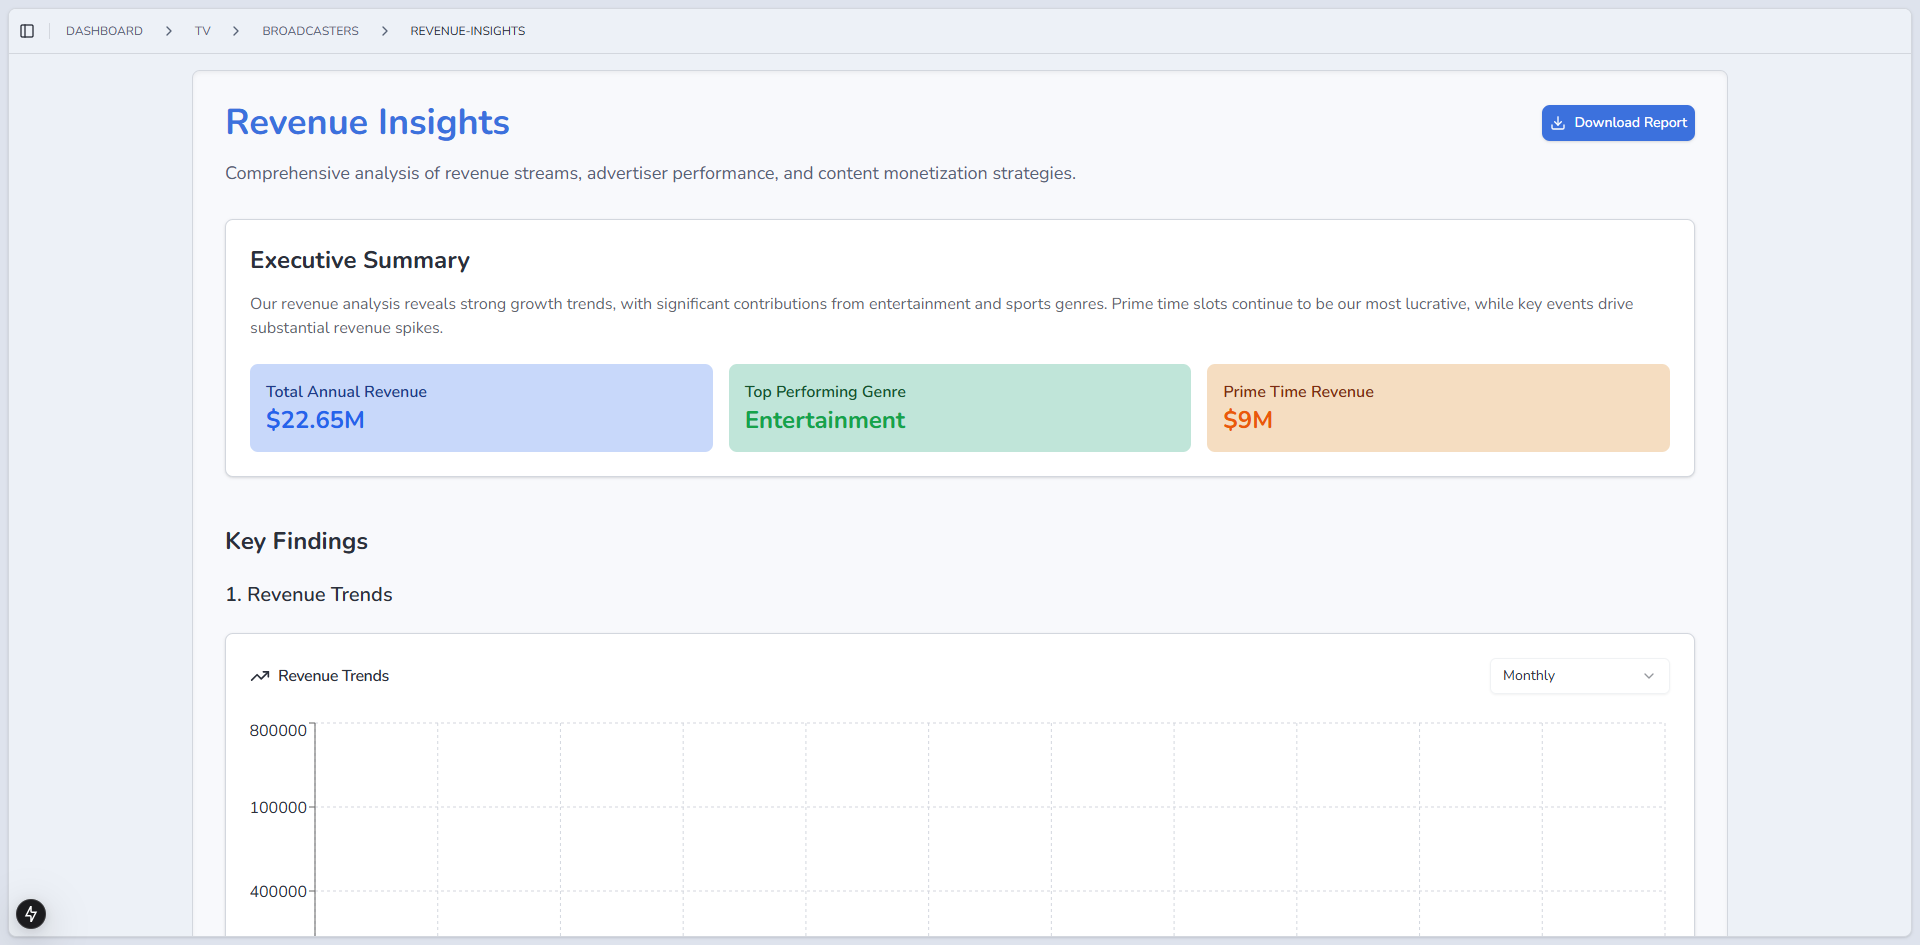 DASHBOARD > TV > BROADCASTERS > REVENUE-INSIGHTS
Revenue Insights
Download Report
Comprehensive analysis of revenue streams, advertiser performance, and content monetization strategies.
Executive Summary
Our revenue analysis reveals strong growth trends, with significant contributions from entertainment and sports genres. Prime time slots continue to be our most lucrative, while key events drive
substantial revenue spikes.
Total Annual Revenue
$22.65M
Top Performing Genre
Entertainment
Prime Time Revenue
$9M
Key Findings
1. Revenue Trends
Revenue Trends
Monthly
800000
100000
400000